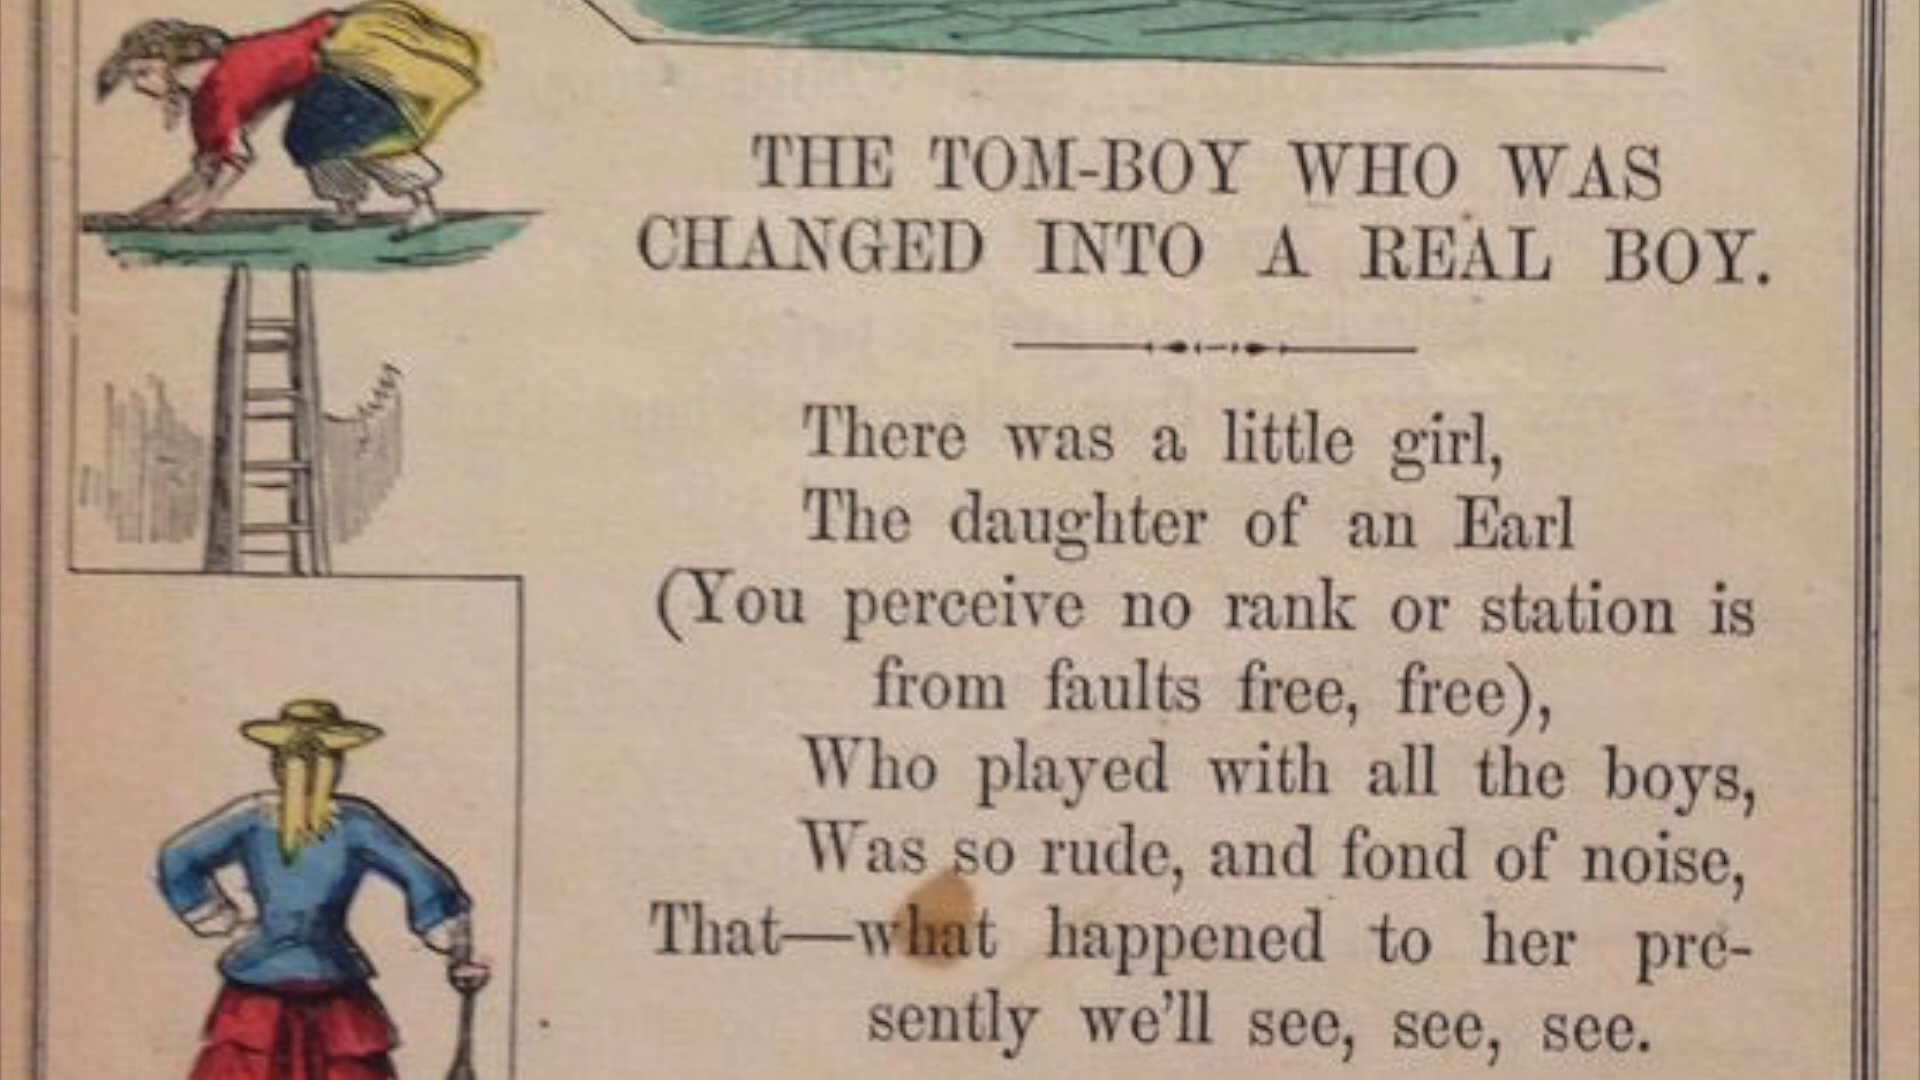 THE TOM-BOY WHO WAS
CHANGED INTO A REAL BOY.
There was a little girl,
The daughter of an Earl
(You perceive no rank or station is
from faults free, free),
Who played with all the boys,
Was so rude, and fond of noise,
That—what happened to her pre-
sently we'll see, see, see.